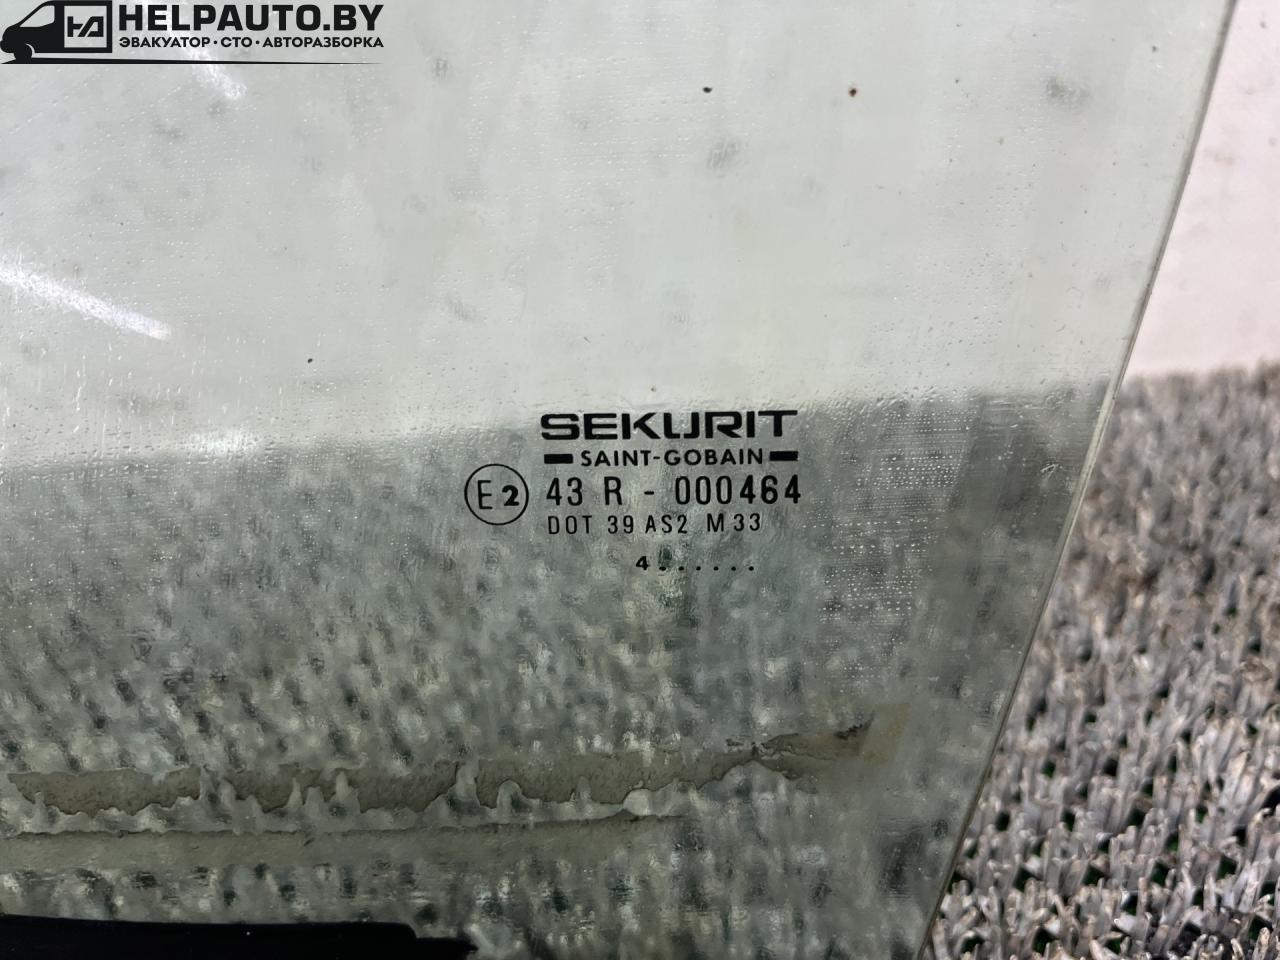 HELPAUTO.BY
ЭВАКУАТОР · СТО · АВТОРАЗБОРКА
SEKURIT
SAINT-GOBAIN
E2 43 R - 000464
DOT 39 AS2 M33
4 . . . . . .